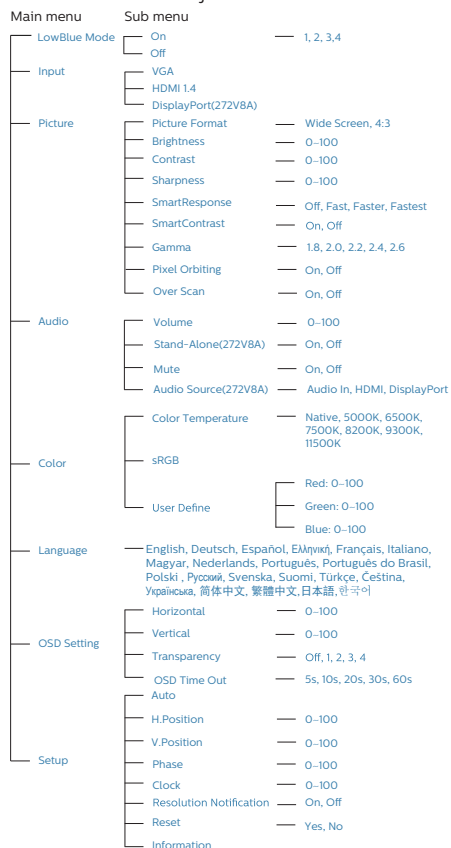 Main menu Sub menu
LowBlue Mode On 1, 2, 3,4
Off
Input VGA
HDMI 1.4
DisplayPort(272V8A)
Picture Picture Format Wide Screen, 4:3
Brightness 0–100
Contrast 0–100
Sharpness 0–100
SmartResponse Off, Fast, Faster, Fastest
SmartContrast On, Off
Gamma 1.8, 2.0, 2.2, 2.4, 2.6
Pixel Orbiting On, Off
Over Scan On, Off
Audio Volume 0–100
Stand-Alone(272V8A) On, Off
Mute On, Off
Audio Source(272V8A) Audio In, HDMI, DisplayPort
Color Temperature Native, 5000K, 6500K,
7500K, 8200K, 9300K,
11500K
Color sRGB
Red: 0–100
User Define Green: 0–100
Blue: 0–100
Language English, Deutsch, Español, Ελληνική, Français, Italiano,
Magyar, Nederlands, Português, Português do Brasil,
Polski , Русский, Svenska, Suomi, Türkçe, Čeština,
Українська, 简体中文, 繁體中文,日本語,한국어
Horizontal 0–100
Vertical 0–100
OSD Setting
Transparency Off, 1, 2, 3, 4
OSD Time Out 5s, 10s, 20s, 30s, 60s
Auto
H.Position 0–100
V.Position 0–100
Setup
Phase 0–100
Clock 0–100
Resolution Notification On, Off
Reset Yes, No
Information